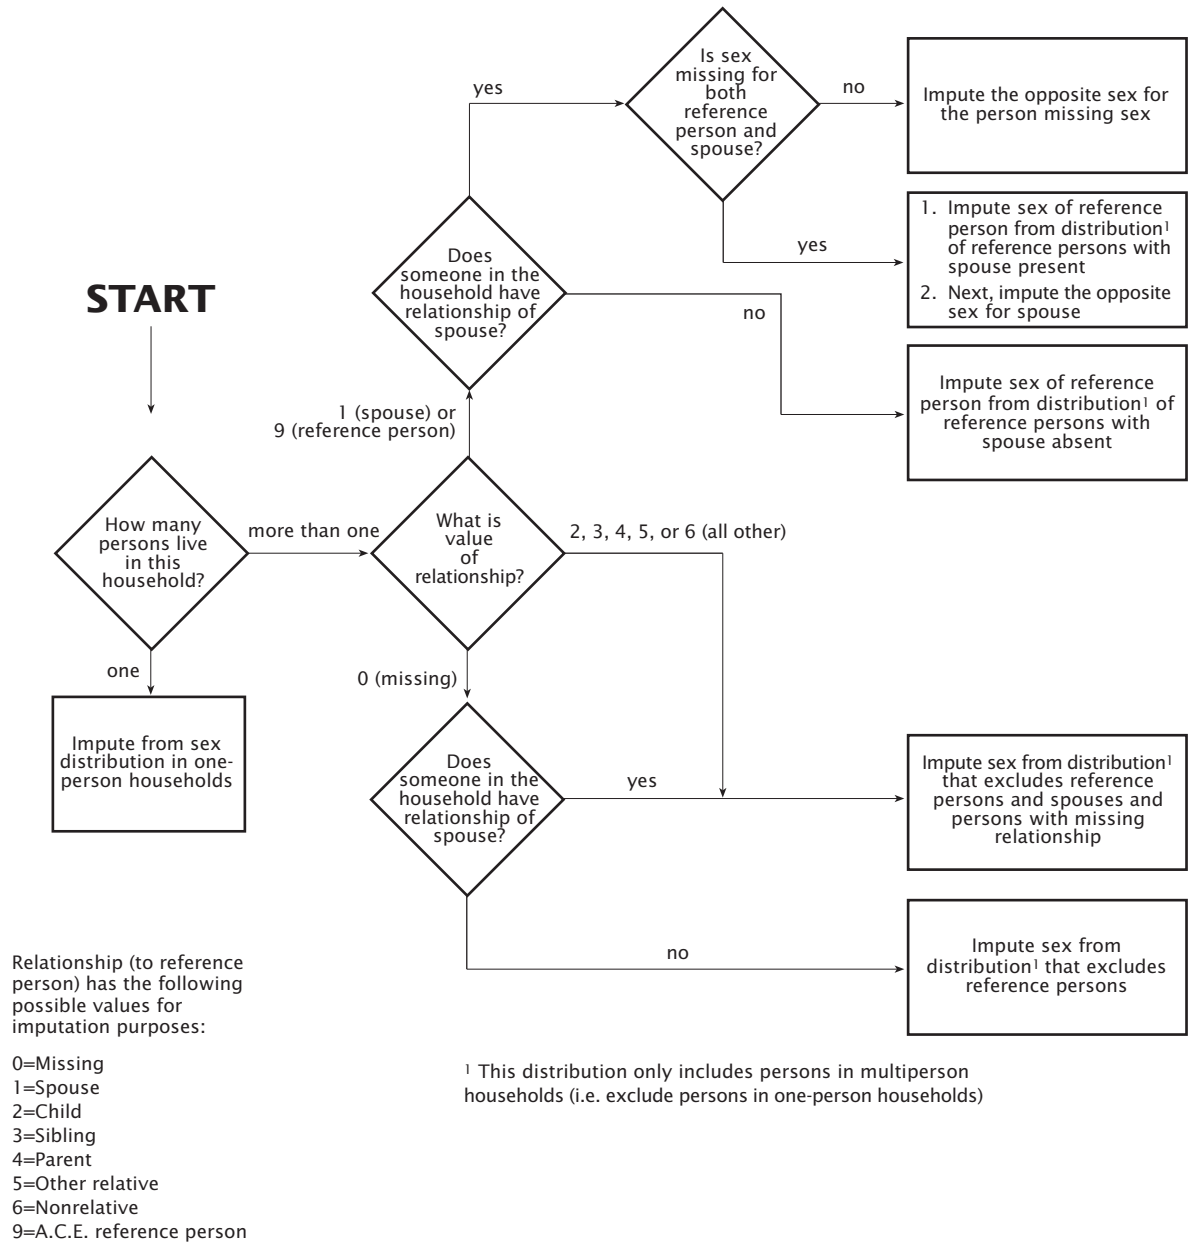 Is sex
missing for
both
reference
person and
spouse?
yes
no
Impute the opposite sex for
the person missing sex
yes
1. Impute sex of reference
person from distribution¹
of reference persons with
spouse present
2. Next, impute the opposite
sex for spouse
Does
someone in the
household have
relationship of
spouse?
no
Impute sex of reference
person from distribution¹ of
reference persons with
spouse absent
START
1 (spouse) or
9 (reference person)
How many
persons live
in this
household?
more than one
What is
value
of
relationship?
2, 3, 4, 5, or 6 (all other)
one
0 (missing)
Impute from sex
distribution in one-
person households
Does
someone in the
household have
relationship of
spouse?
yes
Impute sex from distribution¹
that excludes reference
persons and spouses and
persons with missing
relationship
no
Impute sex from
distribution¹ that excludes
reference persons
Relationship (to reference
person) has the following
possible values for
imputation purposes:
0=Missing
1=Spouse
2=Child
3=Sibling
4=Parent
5=Other relative
6=Nonrelative
9=A.C.E. reference person
¹ This distribution only includes persons in multiperson
households (i.e. exclude persons in one-person households)